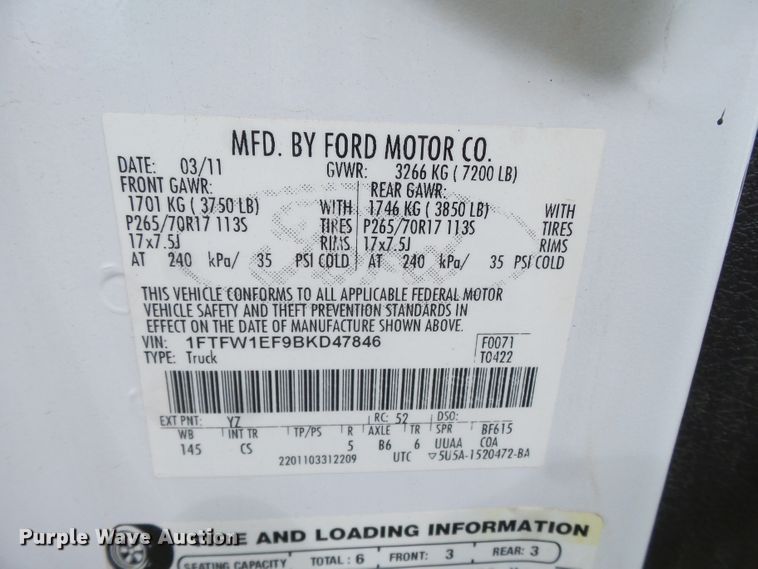 MFD. BY FORD MOTOR CO.
DATE: 03/11 GVWR: 3266 KG ( 7200 LB)
FRONT GAWR: REAR GAWR:
1701 KG ( 3750 LB) WITH 1746 KG ( 3850 LB) WITH
P265/70R17 113S TIRES P265/70R17 113S TIRES
17x7.5J RIMS 17x7.5J RIMS
AT 240 kPa/ 35 PSI COLD AT 240 kPa/ 35 PSI COLD
THIS VEHICLE CONFORMS TO ALL APPLICABLE FEDERAL MOTOR
VEHICLE SAFETY AND THEFT PREVENTION STANDARDS IN
EFFECT ON THE DATE OF MANUFACTURE SHOWN ABOVE.
VIN: 1FTFW1EF9BKD47846 F0071
TYPE: Truck T0422
EXT PNT: YZ RC: 52 DSO:
WB INT TR TP/PS R AXLE TR SPR BF615
145 CS 5 B6 6 UUAA COA
2201103312209 UTC ▽5U5A-1520472-BA
AND LOADING INFORMATION
SEATING CAPACITY TOTAL : 6 FRONT: 3 REAR: 3
Purple Wave Auction